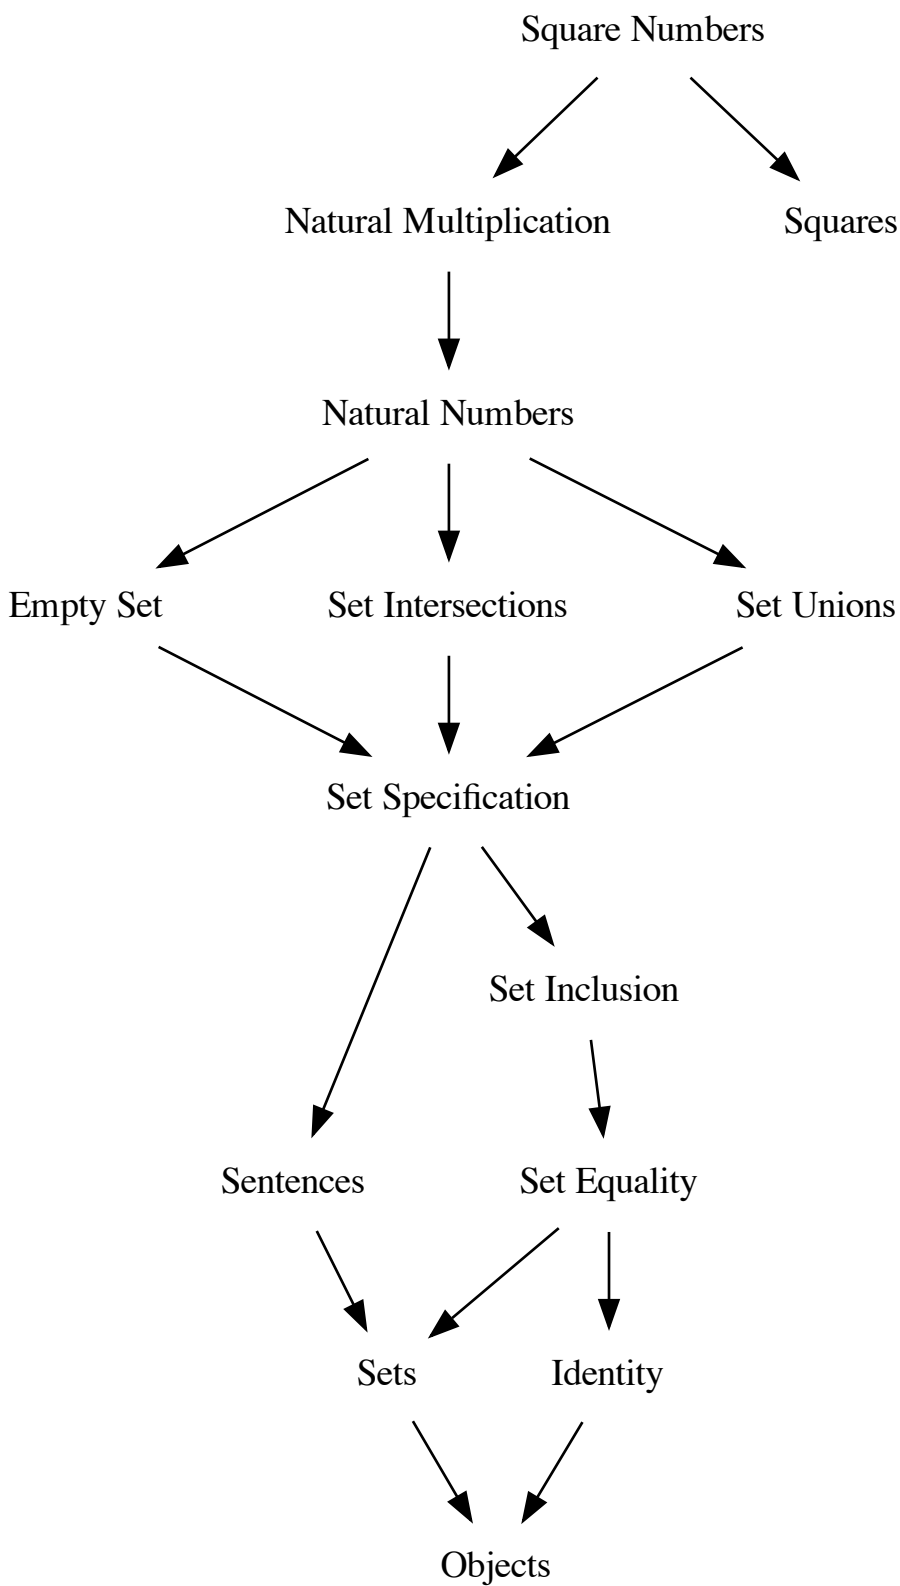 Square Numbers
Natural Multiplication
Squares
Natural Numbers
Empty Set
Set Intersections
Set Unions
Set Specification
Set Inclusion
Sentences
Set Equality
Sets
Identity
Objects